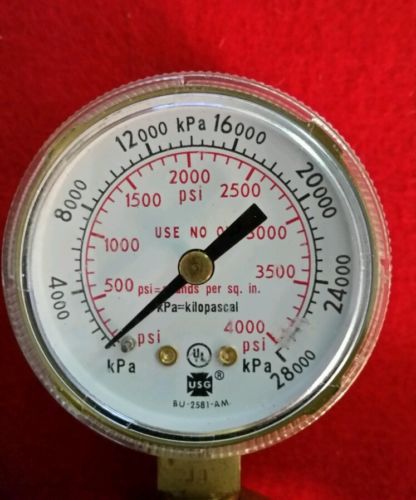 12000 kPa 16000
8000 20000
4000 24000
28000
2000
psi
1500 2500
1000 3000
500 3500
4000
USE NO
psi= per sq. in.
kPa=kilopascal
psi psi
kPa kPa
UL
USG ®
BU-2581-AM